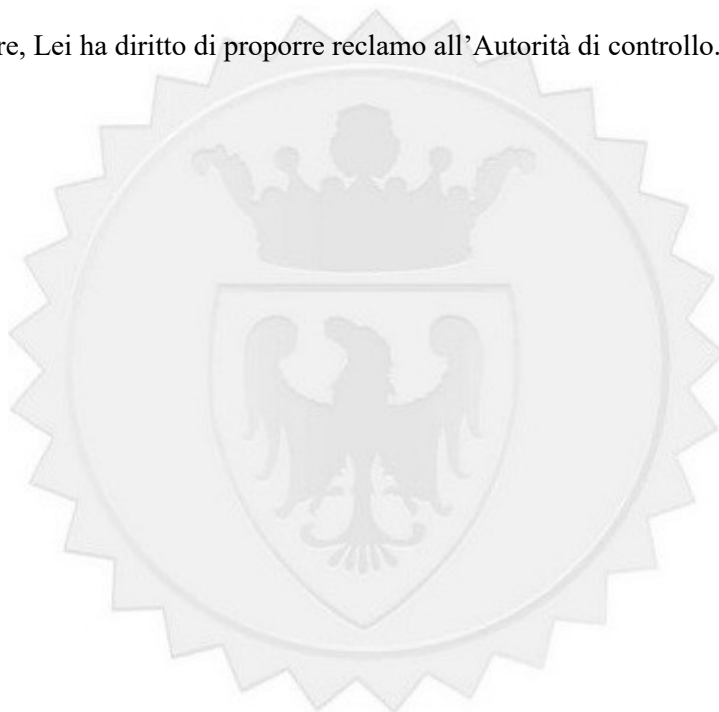 re, Lei ha diritto di proporre reclamo all’Autorità di controllo.